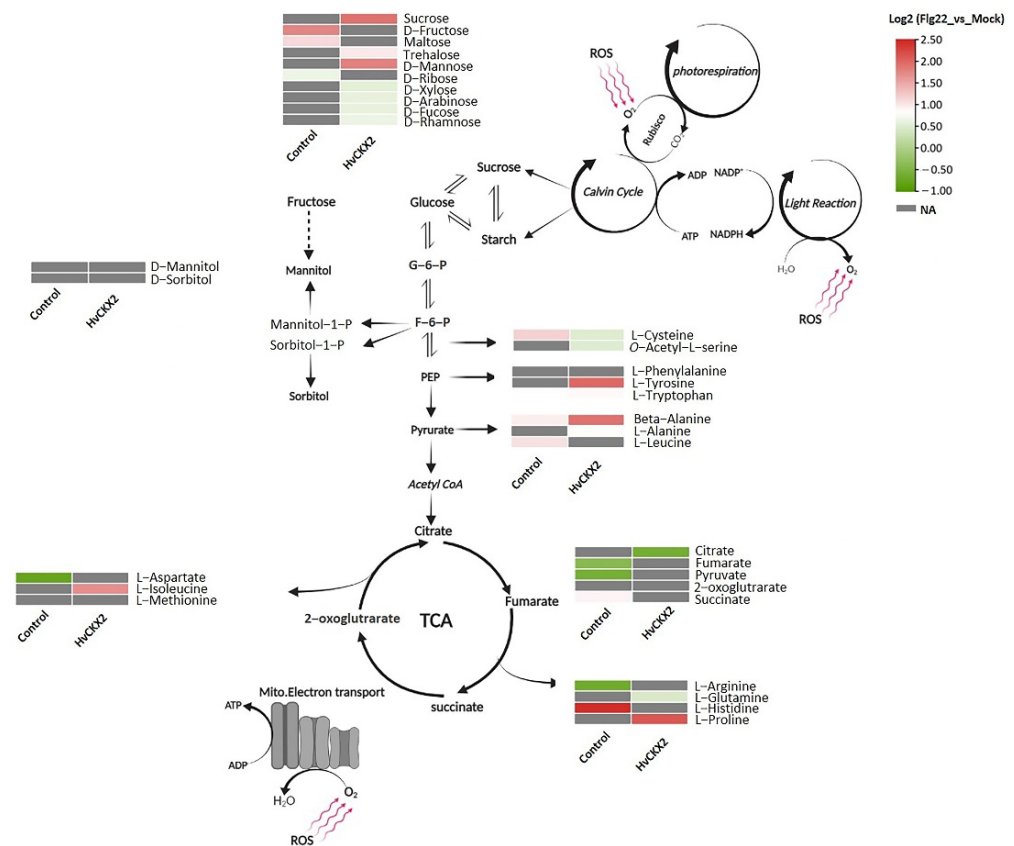 Log2 (Flg22_vs_Mock)
2.50
2.00
1.50
1.00
0.50
0.00
−0.50
−1.00
NA
Sucrose
D−Fructose
Maltose
Trehalose
D−Mannose
D−Ribose
D−Xylose
D−Arabinose
D−Fucose
D−Rhamnose
Control
HvCKX2
ROS
O2
Rubisco
CO2
photorespiration
Calvin Cycle
ADP
NADP+
ATP
NADPH
Light Reaction
H2O
O2
ROS
Sucrose
Glucose
Starch
G−6−P
F−6−P
PEP
Pyrurate
Acetyl CoA
Citrate
Fructose
Mannitol
Mannitol−1−P
Sorbitol−1−P
Sorbitol
D−Mannitol
D−Sorbitol
Control
HvCKX2
L−Cysteine
O−Acetyl−L−serine
L−Phenylalanine
L−Tyrosine
L−Tryptophan
Beta−Alanine
L−Alanine
L−Leucine
Control
HvCKX2
Citrate
Fumarate
Pyruvate
2−oxoglutrarate
Succinate
Control
HvCKX2
L−Aspartate
L−Isoleucine
L−Methionine
Control
HvCKX2
Fumarate
2−oxoglutrarate
TCA
succinate
L−Arginine
L−Glutamine
L−Histidine
L−Proline
Control
HvCKX2
Mito.Electron transport
ATP
ADP
H2O
O2
ROS